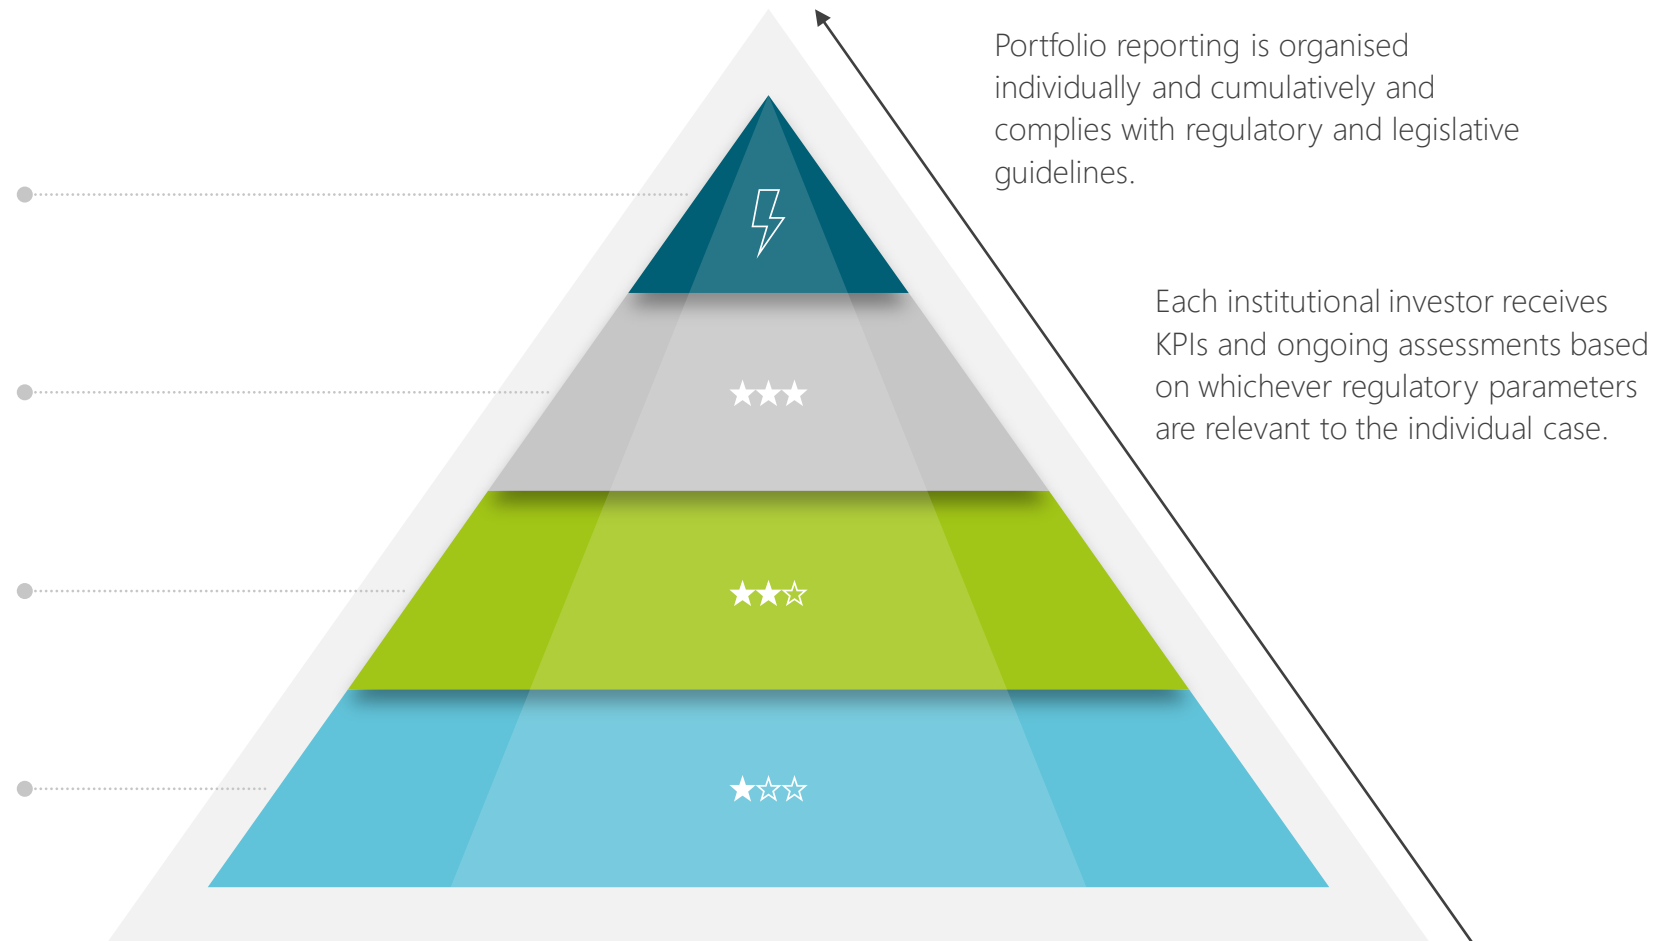 Portfolio reporting is organised
individually and cumulatively and
complies with regulatory and legislative
guidelines.
Each institutional investor receives
KPIs and ongoing assessments based
on whichever regulatory parameters
are relevant to the individual case.